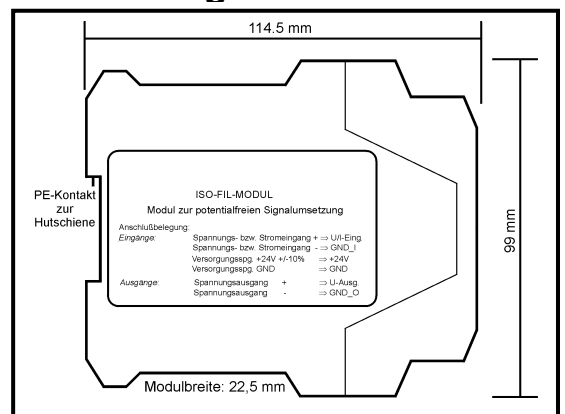 114.5 mm
PE-Kontakt
zur
Hutschiene
ISO-FIL-MODUL
Modul zur potentialfreien Signalumsetzung
Anschlußbelegung:
Eingänge: Spannungs- bzw. Stromeingang + ⇒ U/I-Eing.
Spannungs- bzw. Stromeingang - ⇒ GND_I
Versorgungsspg. +24V +/-10% ⇒ +24V
Versorgungsspg. GND ⇒ GND
Ausgänge: Spannungsausgang + ⇒ U-Ausg.
Spannungsausgang - ⇒ GND_O
99 mm
Modulbreite: 22,5 mm